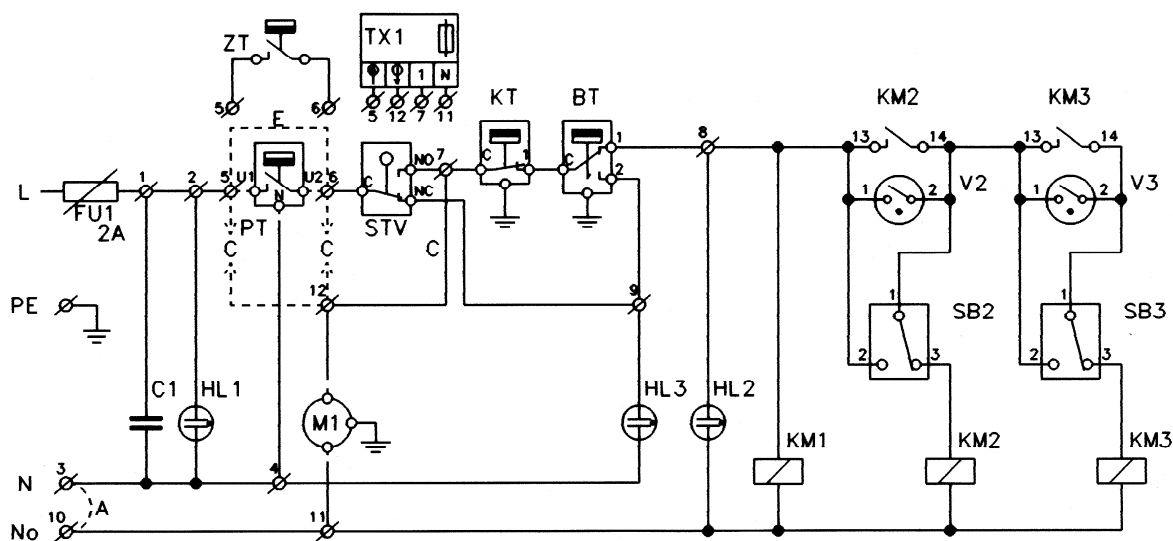 ZT
TX1
1 N
5 12 7 11
KT
BT
KM2
KM3
5 6
E
C 1
C 1
2
8
13 14
13 14
L
FU1
2A
1
2
5 U1 N U2 6
PT
C
NO
NC
STV
7
1 2 V2
1 2 V3
C C C
PE
12
9
1
SB2
2 3
1
SB3
2 3
C1
HL1
M1
HL3
HL2
KM1
KM2
KM3
N 3
4
A
No 10
11